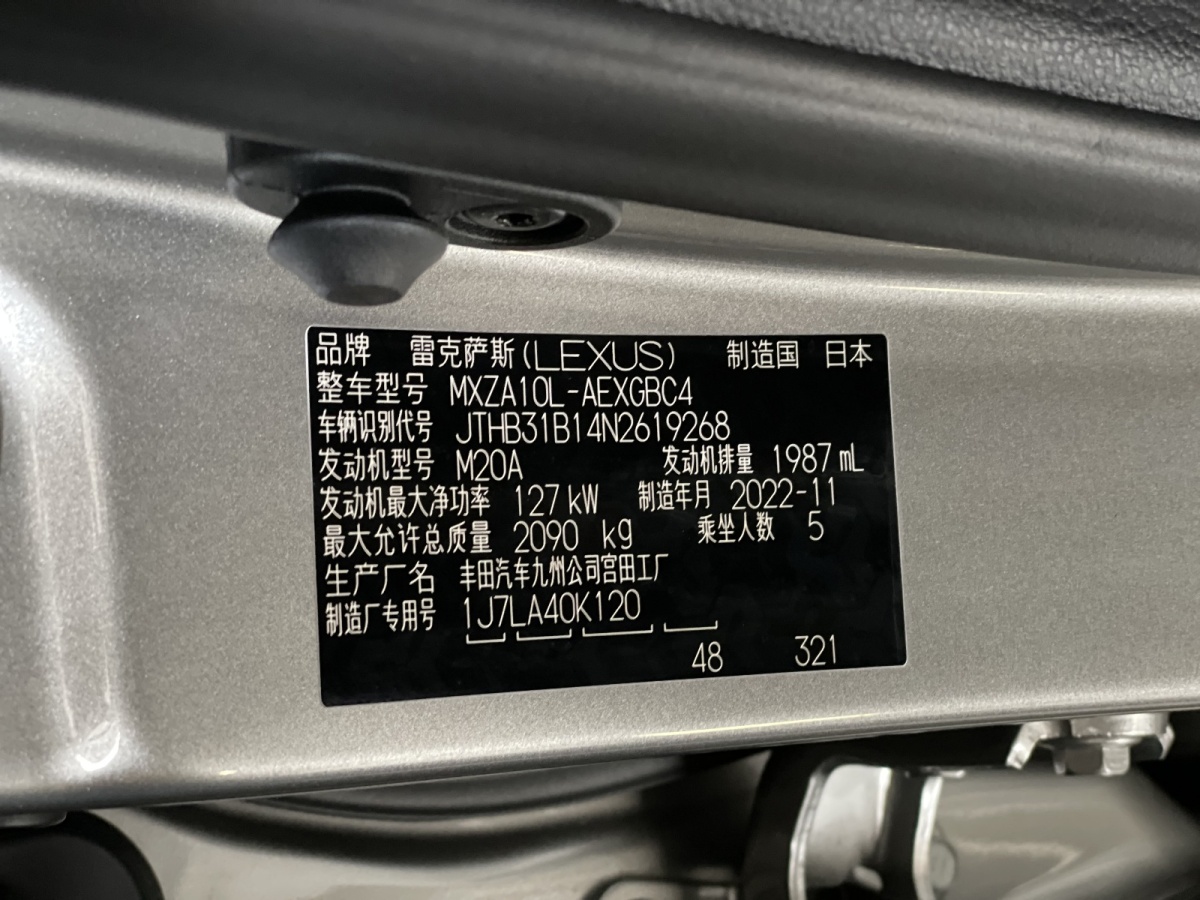 品牌 雷克萨斯(LEXUS) 制造国 日本
整车型号 MXZA10L-AEXGBC4
车辆识别代号 JTHB31B14N2619268
发动机型号 M20A 发动机排量 1987 mL
发动机最大净功率 127 kW 制造年月 2022-11
最大允许总质量 2090 kg 乘坐人数 5
生产厂名 丰田汽车九州公司宫田工厂
制造厂专用号 1J7LA40K120
48 321